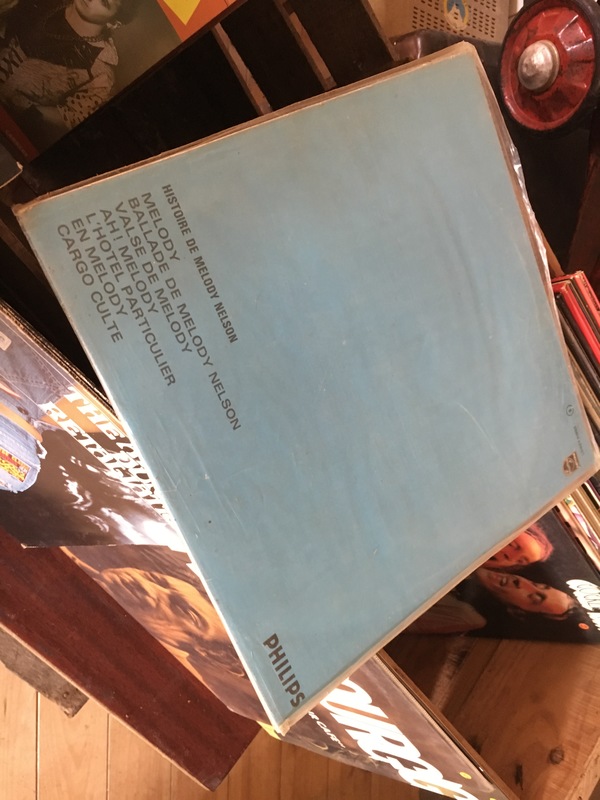 HISTOIRE DE MELODY NELSON
MELODY
BALLADE DE MELODY NELSON
VALSE DE MELODY
AH! MELODY
L'HOTEL PARTICULIER
EN MELODY
CARGO CULTE
PHILIPS
THE